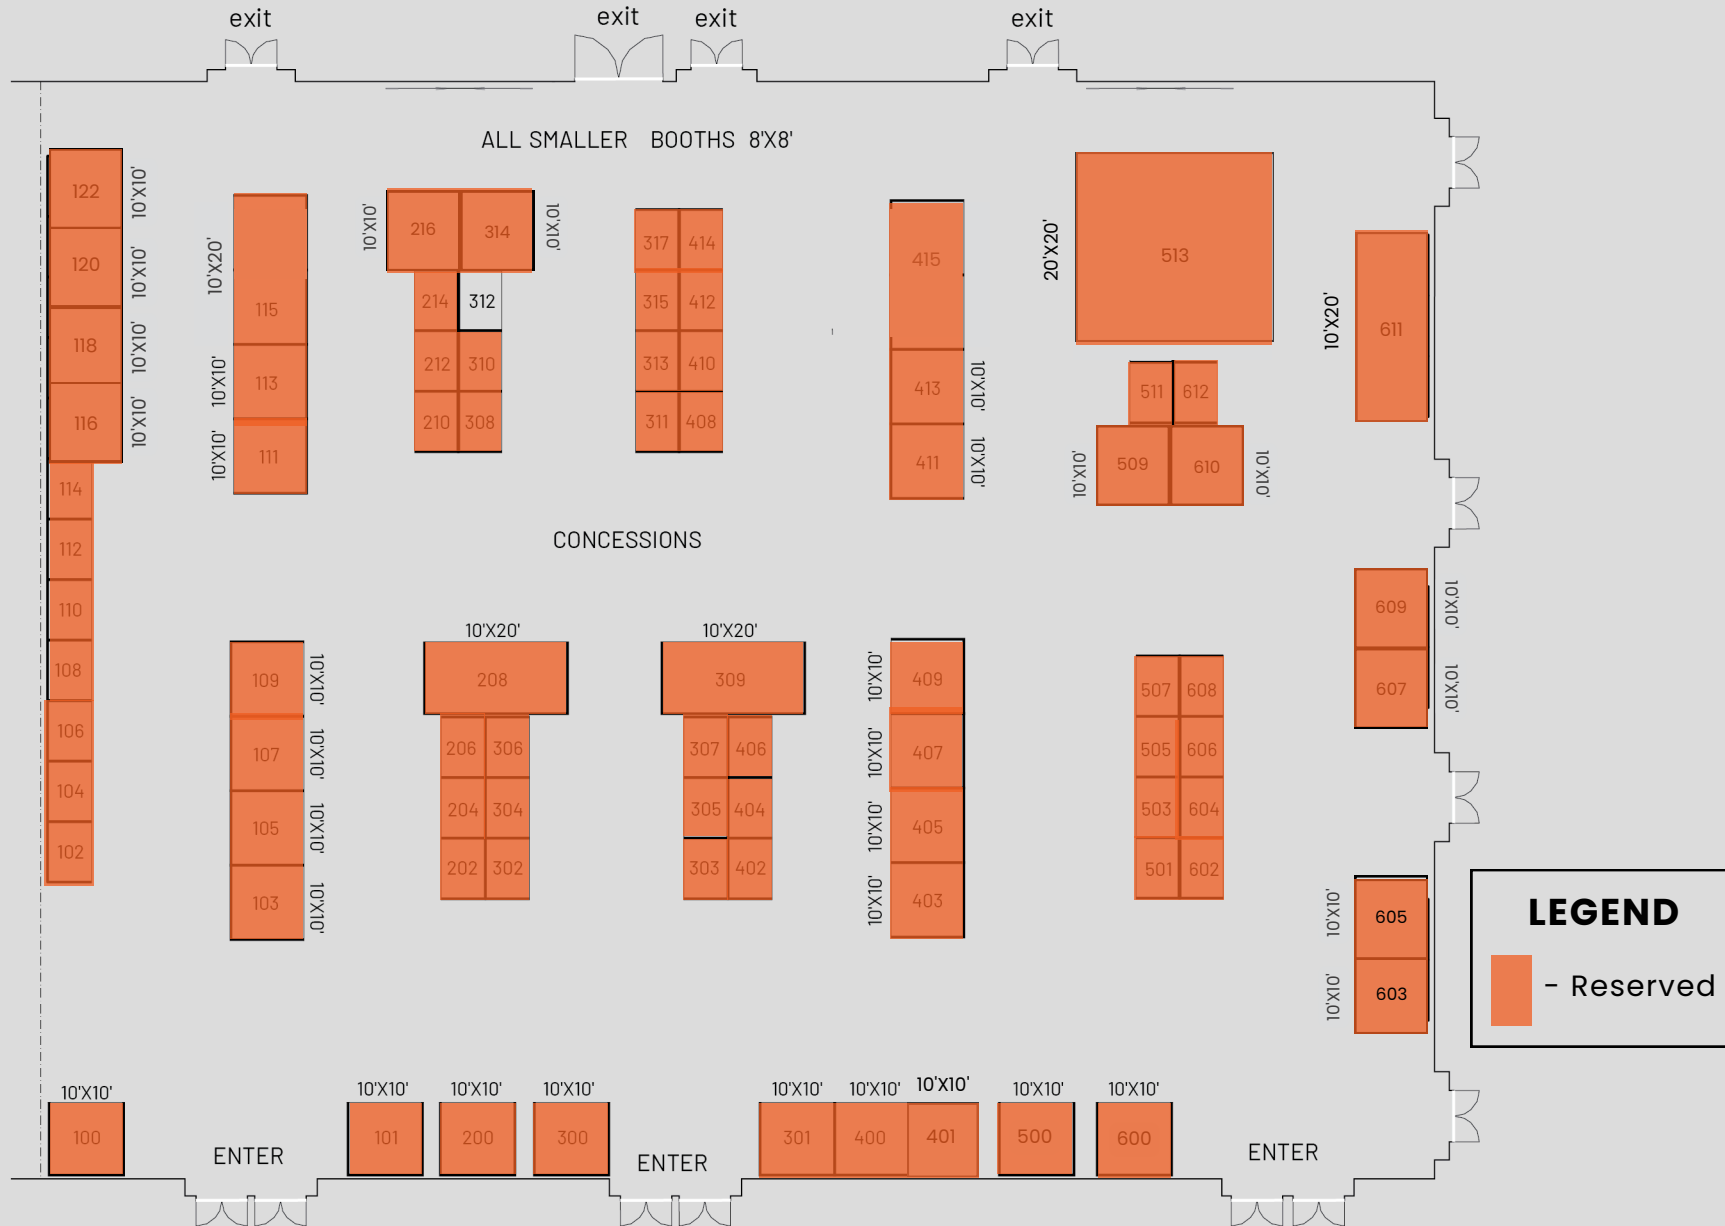 exit
exit
exit
exit
ALL SMALLER BOOTHS 8'X8'
122
10'X10'
120
10'X10'
118
10'X10'
116
10'X10'
114
112
110
108
106
104
102
10'X20'
115
10'X10'
113
10'X10'
111
10'X10'
216
314
10'X10'
214
312
212
310
210
308
317
414
315
412
313
410
311
408
415
413
10'X10'
411
10'X10'
20'X20'
513
511
612
10'X10'
509
610
10'X10'
10'X20'
611
CONCESSIONS
109
10'X10'
107
10'X10'
105
10'X10'
103
10'X10'
10'X20'
208
206
306
204
304
202
302
10'X20'
309
307
406
305
404
303
402
10'X10'
409
10'X10'
407
10'X10'
405
10'X10'
403
507
608
505
606
503
604
501
602
609
10'X10'
607
10'X10'
10'X10'
605
10'X10'
603
LEGEND
- Reserved
10'X10'
100
ENTER
10'X10'
101
10'X10'
200
10'X10'
300
ENTER
10'X10'
301
10'X10'
400
10'X10'
401
10'X10'
500
10'X10'
600
ENTER